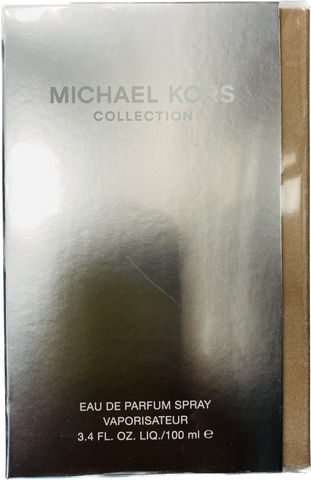 MICHAEL KORS
COLLECTION
EAU DE PARFUM SPRAY
VAPORISATEUR
3.4 FL. OZ. LIQ./100 ml ℮